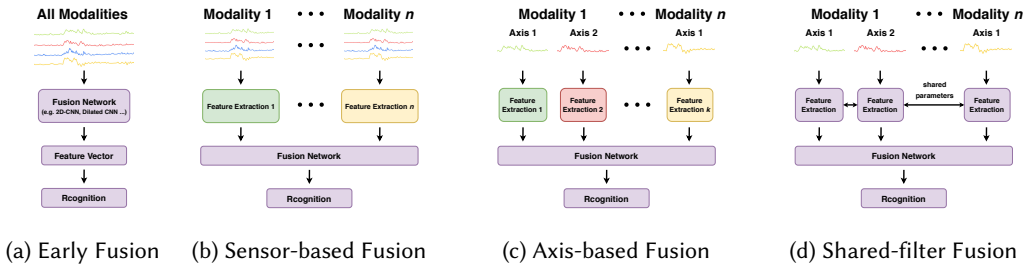 All Modalities
Fusion Network
(e.g. 2D-CNN, Dilated CNN ...)
Feature Vector
Rcognition
(a) Early Fusion
Modality 1
Modality n
Feature Extraction 1
Feature Extraction n
Fusion Network
Rcognition
(b) Sensor-based Fusion
Modality 1
Modality n
Axis 1
Axis 2
Axis 1
Feature
Extraction 1
Feature
Extraction 2
Feature
Extraction k
Fusion Network
Rcognition
(c) Axis-based Fusion
Modality 1
Modality n
Axis 1
Axis 2
Axis 1
Feature
Extraction
Feature
Extraction
shared
parameters
Feature
Extraction
Fusion Network
Rcognition
(d) Shared-filter Fusion